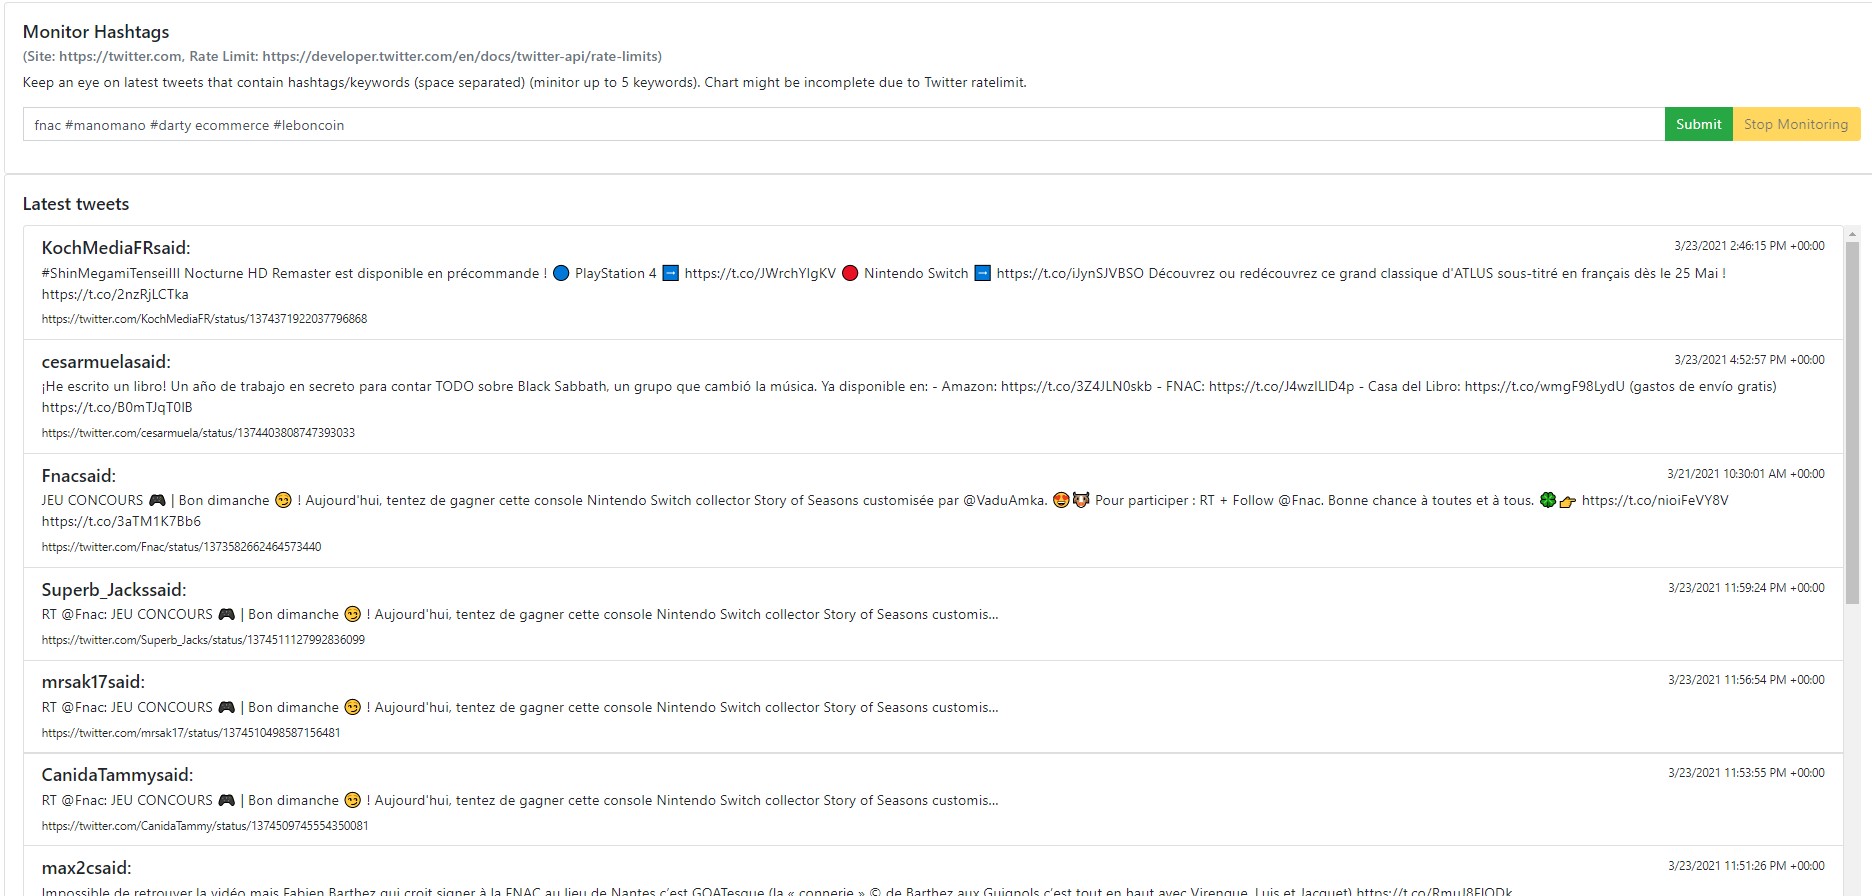 Monitor Hashtags
(Site: https://twitter.com, Rate Limit: https://developer.twitter.com/en/docs/twitter-api/rate-limits)
Keep an eye on latest tweets that contain hashtags/keywords (space separated) (minitor up to 5 keywords). Chart might be incomplete due to Twitter ratelimit.
fnac #manomano #darty ecommerce #leboncoin
Submit
Stop Monitoring
Latest tweets
KochMediaFRsaid:
3/23/2021 2:46:15 PM +00:00
#ShinMegamiTenseiIII Nocturne HD Remaster est disponible en précommande ! 🔵 PlayStation 4 ➡ https://t.co/JWrchYlgKV 🔴 Nintendo Switch ➡ https://t.co/iJynSJVBSO Découvrez ou redécouvrez ce grand classique d'ATLUS sous-titré en français dès le 25 Mai !
https://t.co/2nzRjLCTka
https://twitter.com/KochMediaFR/status/1374371922037796868
cesarmuelasaid:
3/23/2021 4:52:57 PM +00:00
¡He escrito un libro! Un año de trabajo en secreto para contar TODO sobre Black Sabbath, un grupo que cambió la música. Ya disponible en: - Amazon: https://t.co/3Z4JLN0skb - FNAC: https://t.co/J4wzlLlD4p - Casa del Libro: https://t.co/wmgF98LydU (gastos de envío gratis)
https://t.co/B0mTJqT0lB
https://twitter.com/cesarmuela/status/1374403808747393033
Fnacsaid:
3/21/2021 10:30:01 AM +00:00
JEU CONCOURS 🎮 | Bon dimanche 😏 ! Aujourd'hui, tentez de gagner cette console Nintendo Switch collector Story of Seasons customisée par @VaduAmka. 😍🐮 Pour participer : RT + Follow @Fnac. Bonne chance à toutes et à tous. 🍀👉 https://t.co/nioiFeVY8V
https://t.co/3aTM1K7Bb6
https://twitter.com/Fnac/status/1373582662464573440
Superb_Jackssaid:
3/23/2021 11:59:24 PM +00:00
RT @Fnac: JEU CONCOURS 🎮 | Bon dimanche 😏 ! Aujourd'hui, tentez de gagner cette console Nintendo Switch collector Story of Seasons customis...
https://twitter.com/Superb_Jacks/status/1374511127992836099
mrsak17said:
3/23/2021 11:56:54 PM +00:00
RT @Fnac: JEU CONCOURS 🎮 | Bon dimanche 😏 ! Aujourd'hui, tentez de gagner cette console Nintendo Switch collector Story of Seasons customis...
https://twitter.com/mrsak17/status/1374510498587156481
CanidaTammysaid:
3/23/2021 11:53:55 PM +00:00
RT @Fnac: JEU CONCOURS 🎮 | Bon dimanche 😏 ! Aujourd'hui, tentez de gagner cette console Nintendo Switch collector Story of Seasons customis...
https://twitter.com/CanidaTammy/status/1374509745554350081
max2csaid:
3/23/2021 11:51:26 PM +00:00
Impossible de retrouver la vidéo mais Fabien Barthez qui croit signer à la FNAC au lieu de Nantes c'est GOATesque (la « connerie » © de Barthez aux Guignols c'est tout en haut avec Virenque, Luis et Jacquet)